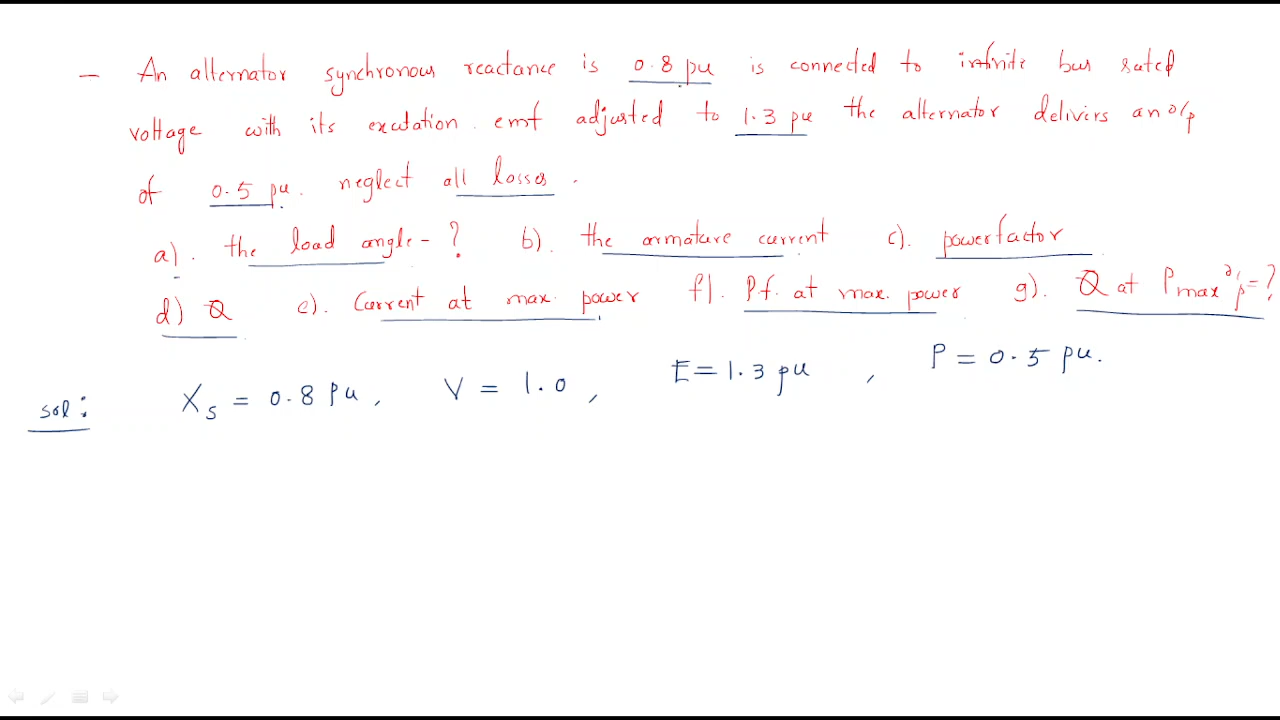 — An alternator synchronous reactance is 0.8 pu is connected to infinite bus rated
voltage with its excitation emf adjusted to 1.3 pu the alternator delivers an o/p
of 0.5 pu. neglect all losses.
a). the load angle - ? b). the armature current c). powerfactor
d) Q e). Current at max. power f). P.f. at max. power g). Q at Pmax o/p = ?
sol: Xs = 0.8 pu, V = 1.0, E = 1.3 pu, P = 0.5 pu.